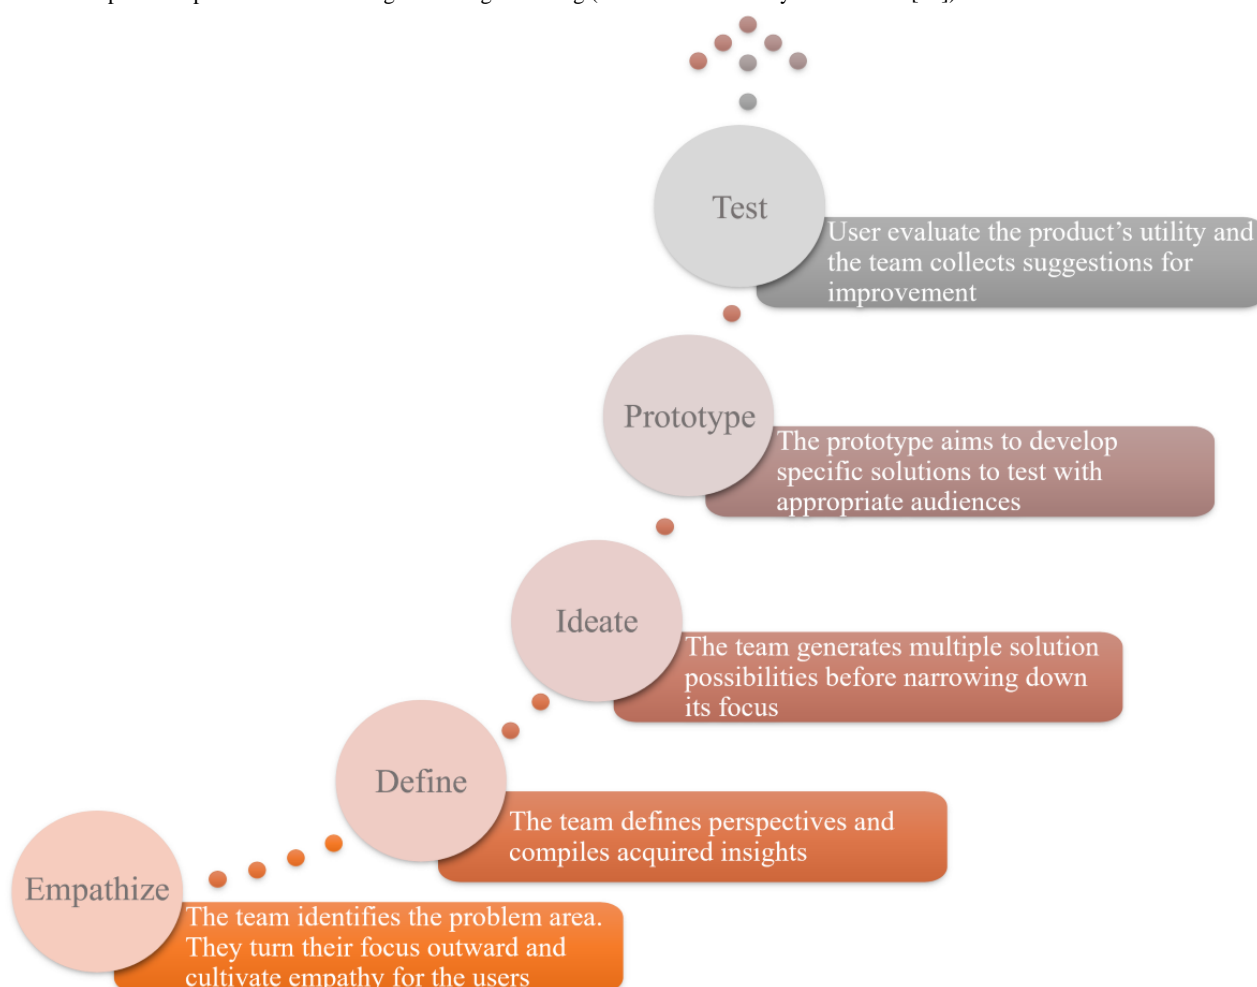 Test
User evaluate the product’s utility and
the team collects suggestions for
improvement
Prototype
The prototype aims to develop
specific solutions to test with
appropriate audiences
Ideate
The team generates multiple solution
possibilities before narrowing down
its focus
Define
The team defines perspectives and
compiles acquired insights
Empathize
The team identifies the problem area.
They turn their focus outward and
cultivate empathy for the users